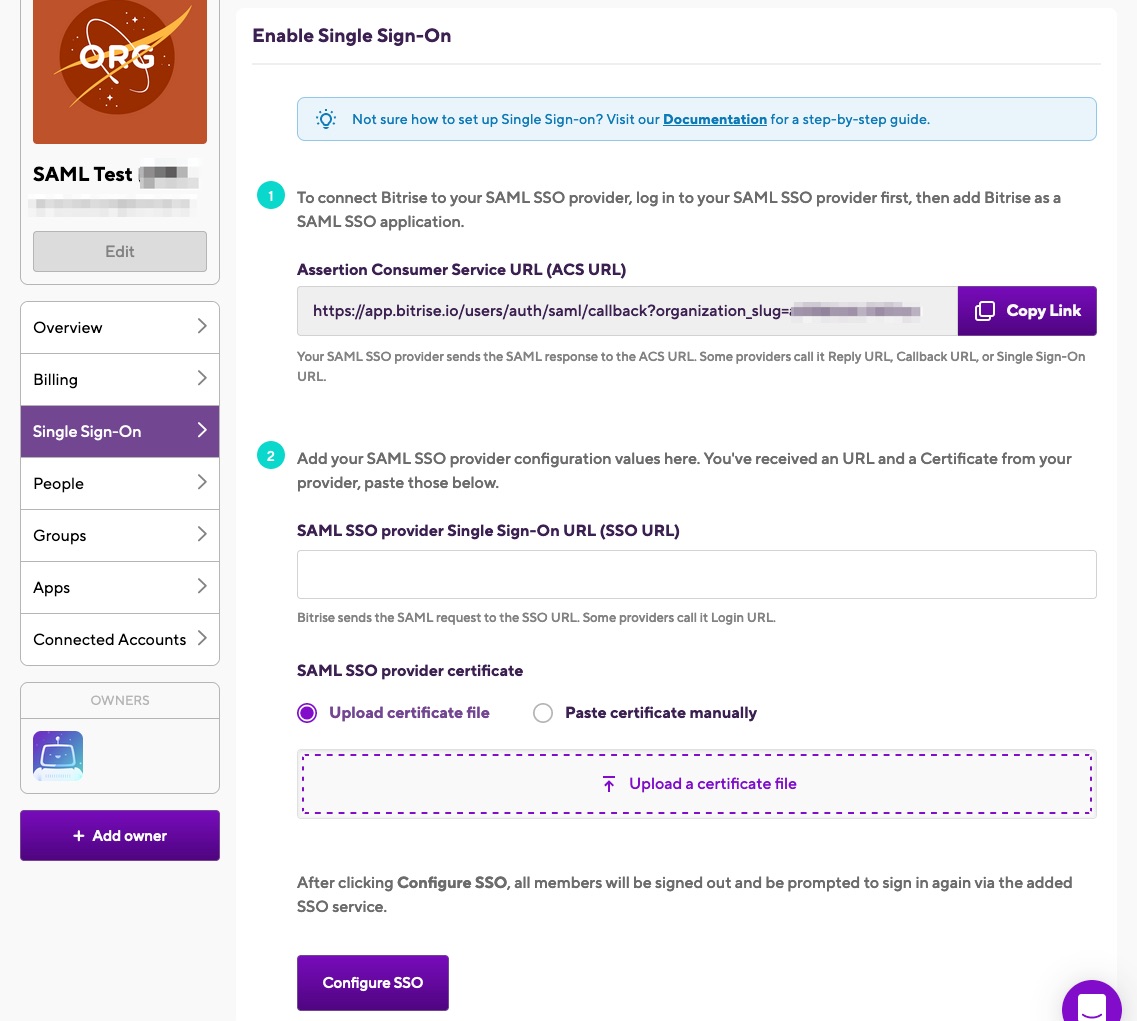 ORG
SAML Test
Edit
Overview
Billing
Single Sign-On
People
Groups
Apps
Connected Accounts
OWNERS
+ Add owner
Enable Single Sign-On
Not sure how to set up Single Sign-on? Visit our Documentation for a step-by-step guide.
1
To connect Bitrise to your SAML SSO provider, log in to your SAML SSO provider first, then add Bitrise as a
SAML SSO application.
Assertion Consumer Service URL (ACS URL)
https://app.bitrise.io/users/auth/saml/callback?organization_slug=
Copy Link
Your SAML SSO provider sends the SAML response to the ACS URL. Some providers call it Reply URL, Callback URL, or Single Sign-On
URL.
2
Add your SAML SSO provider configuration values here. You've received an URL and a Certificate from your
provider, paste those below.
SAML SSO provider Single Sign-On URL (SSO URL)
Bitrise sends the SAML request to the SSO URL. Some providers call it Login URL.
SAML SSO provider certificate
Upload certificate file
Paste certificate manually
Upload a certificate file
After clicking Configure SSO, all members will be signed out and be prompted to sign in again via the added
SSO service.
Configure SSO